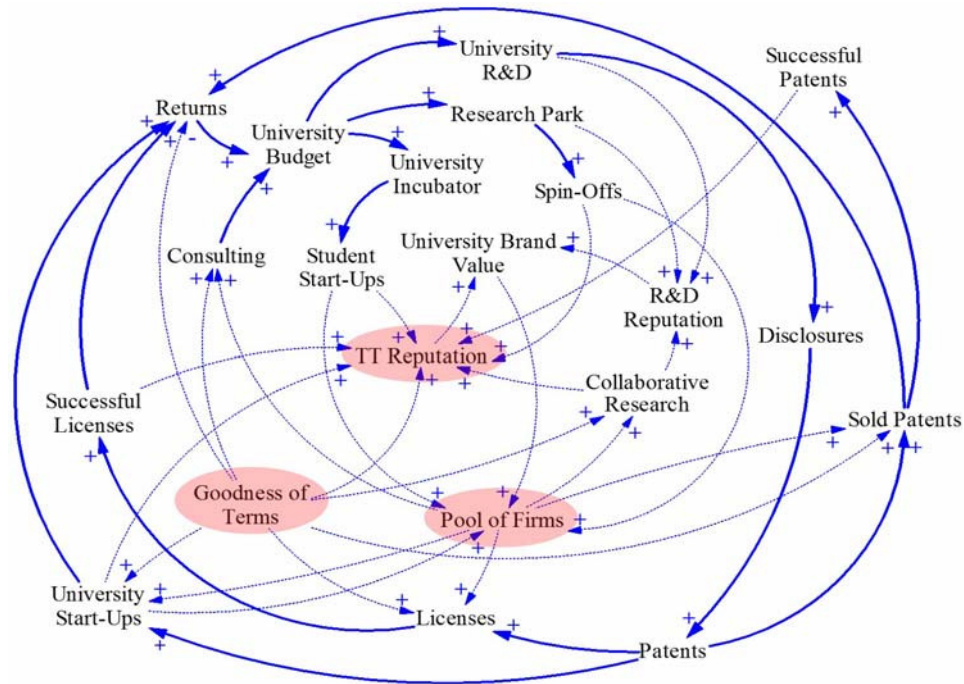 University
R&D
Successful
Patents
Returns
University
Budget
Research Park
University
Incubator
Spin-Offs
Consulting
Student
Start-Ups
University Brand
Value
R&D
Reputation
Disclosures
TT Reputation
Successful
Licenses
Collaborative
Research
Sold Patents
Goodness of
Terms
Pool of Firms
University
Start-Ups
Licenses
Patents